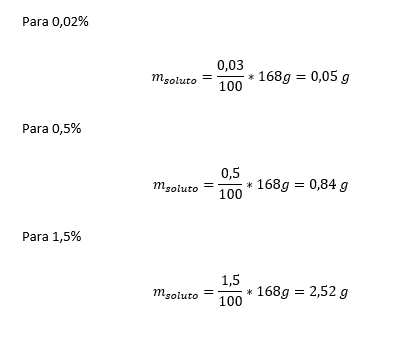 Para 0,02%
m_soluto = 0,03/100 * 168g = 0,05 g
Para 0,5%
m_soluto = 0,5/100 * 168g = 0,84 g
Para 1,5%
m_soluto = 1,5/100 * 168g = 2,52 g